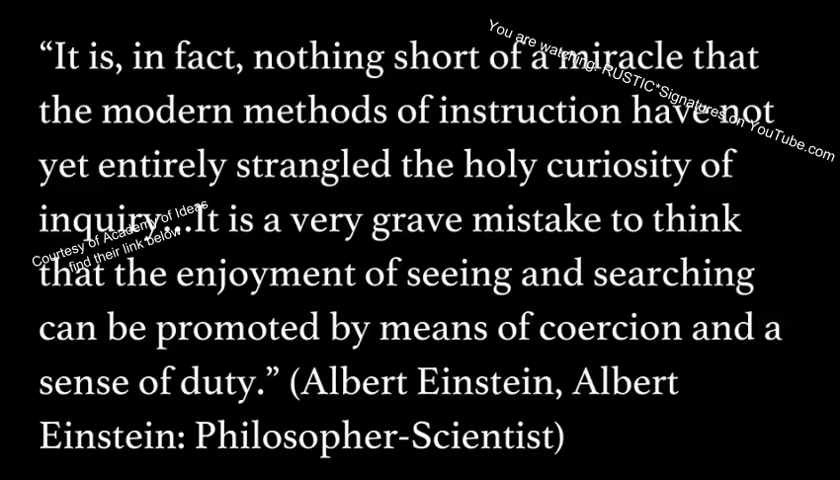 “It is, in fact, nothing short of a miracle that
the modern methods of instruction have not
yet entirely strangled the holy curiosity of
inquiry…It is a very grave mistake to think
that the enjoyment of seeing and searching
can be promoted by means of coercion and a
sense of duty.” (Albert Einstein, Albert
Einstein: Philosopher-Scientist)
You are watching: RUSTIC*Signatures on YouTube.com
Courtesy of Academy of Ideas
find their link below